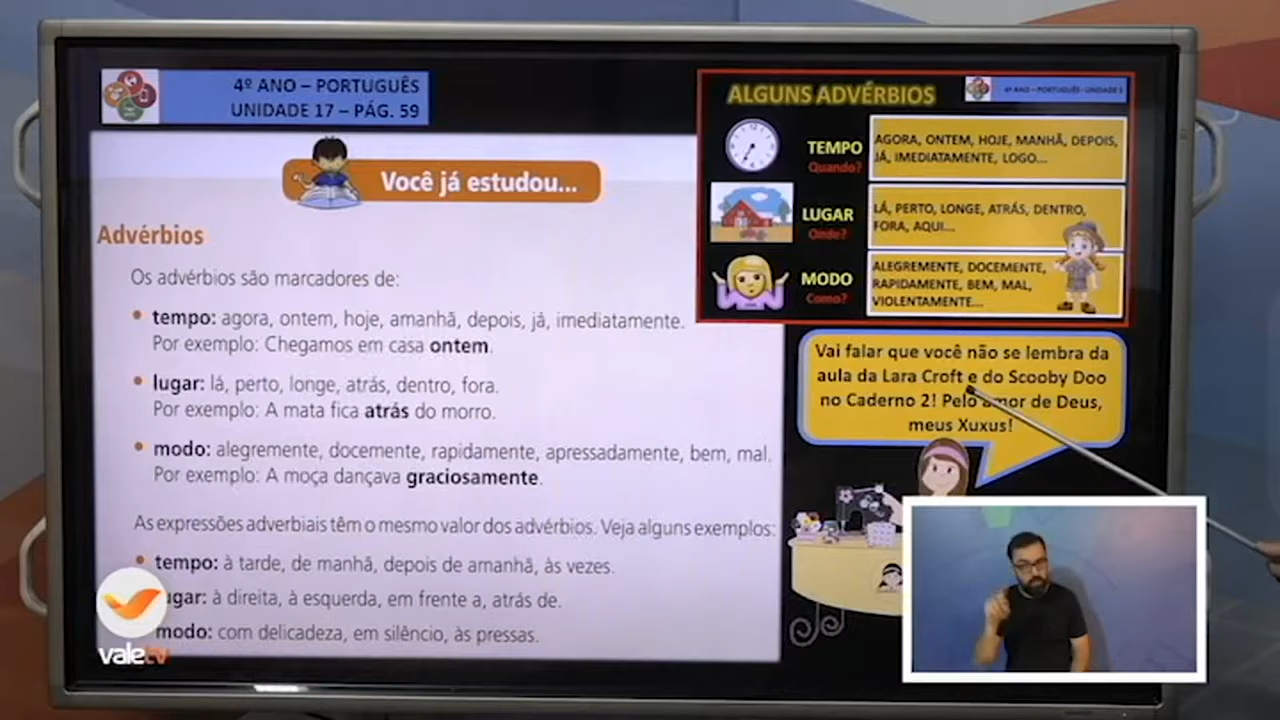 4º ANO – PORTUGUÊS
UNIDADE 17 – PÁG. 59
Você já estudou...
Advérbios
Os advérbios são marcadores de:
• tempo: agora, ontem, hoje, amanhã, depois, já, imediatamente.
Por exemplo: Chegamos em casa ontem.
• lugar: lá, perto, longe, atrás, dentro, fora.
Por exemplo: A mata fica atrás do morro.
• modo: alegremente, docemente, rapidamente, apressadamente, bem, mal.
Por exemplo: A moça dançava graciosamente.
As expressões adverbiais têm o mesmo valor dos advérbios. Veja alguns exemplos:
• tempo: à tarde, de manhã, depois de amanhã, às vezes.
ugar: à direita, à esquerda, em frente a, atrás de.
modo: com delicadeza, em silêncio, às pressas.
valetv
ALGUNS ADVÉRBIOS
4º ANO – PORTUGUÊS - UNIDADE 5
TEMPO
Quando?
AGORA, ONTEM, HOJE, MANHÃ, DEPOIS,
JÁ, IMEDIATAMENTE, LOGO...
LUGAR
Onde?
LÁ, PERTO, LONGE, ATRÁS, DENTRO,
FORA, AQUI...
MODO
Como?
ALEGREMENTE, DOCEMENTE,
RAPIDAMENTE, BEM, MAL,
VIOLENTAMENTE...
Vai falar que você não se lembra da
aula da Lara Croft e do Scooby Doo
no Caderno 2! Pelo amor de Deus,
meus Xuxus!